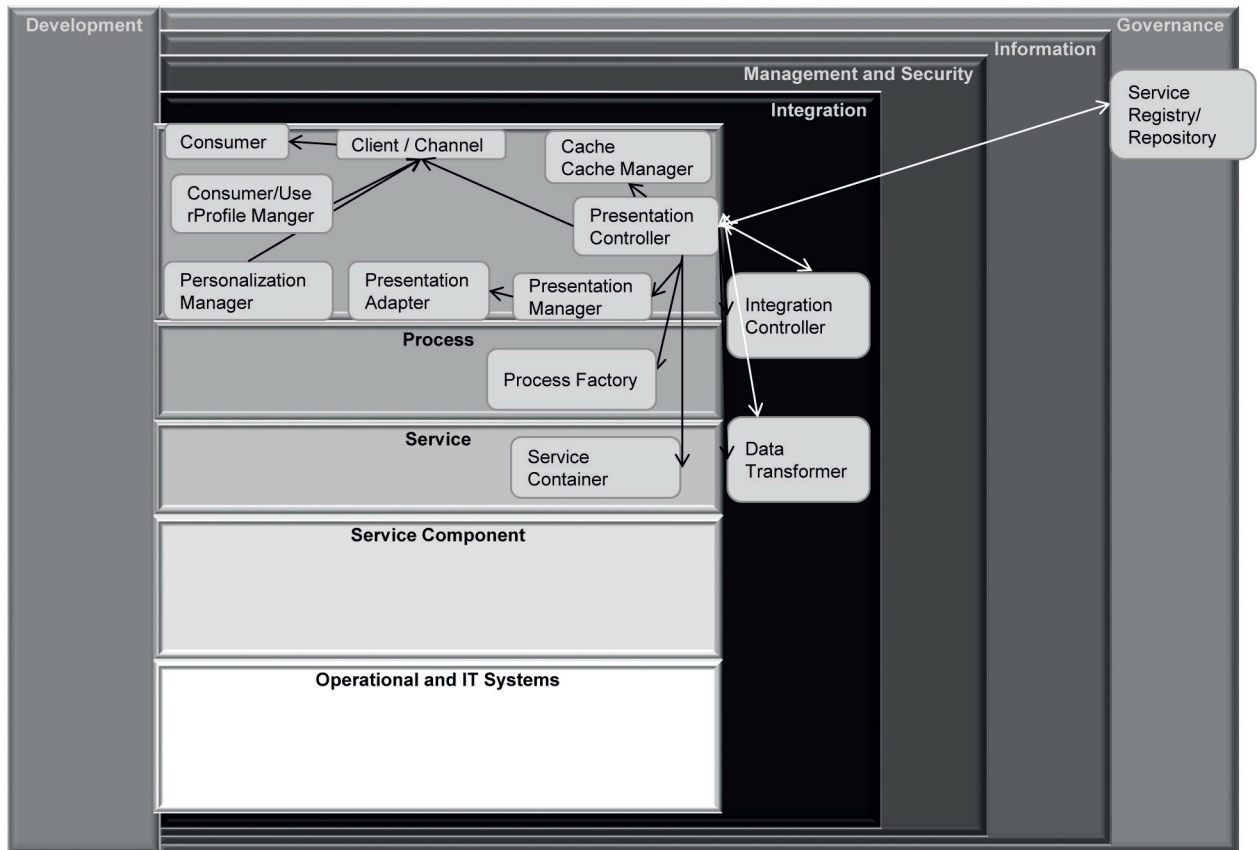 Development
Governance
Information
Management and Security
Integration
Service
Registry/
Repository
Consumer
Client / Channel
Cache
Cache Manager
Consumer/Use
rProfile Manger
Presentation
Controller
Personalization
Manager
Presentation
Adapter
Presentation
Manager
Integration
Controller
Process
Process Factory
Service
Service
Container
Data
Transformer
Service Component
Operational and IT Systems